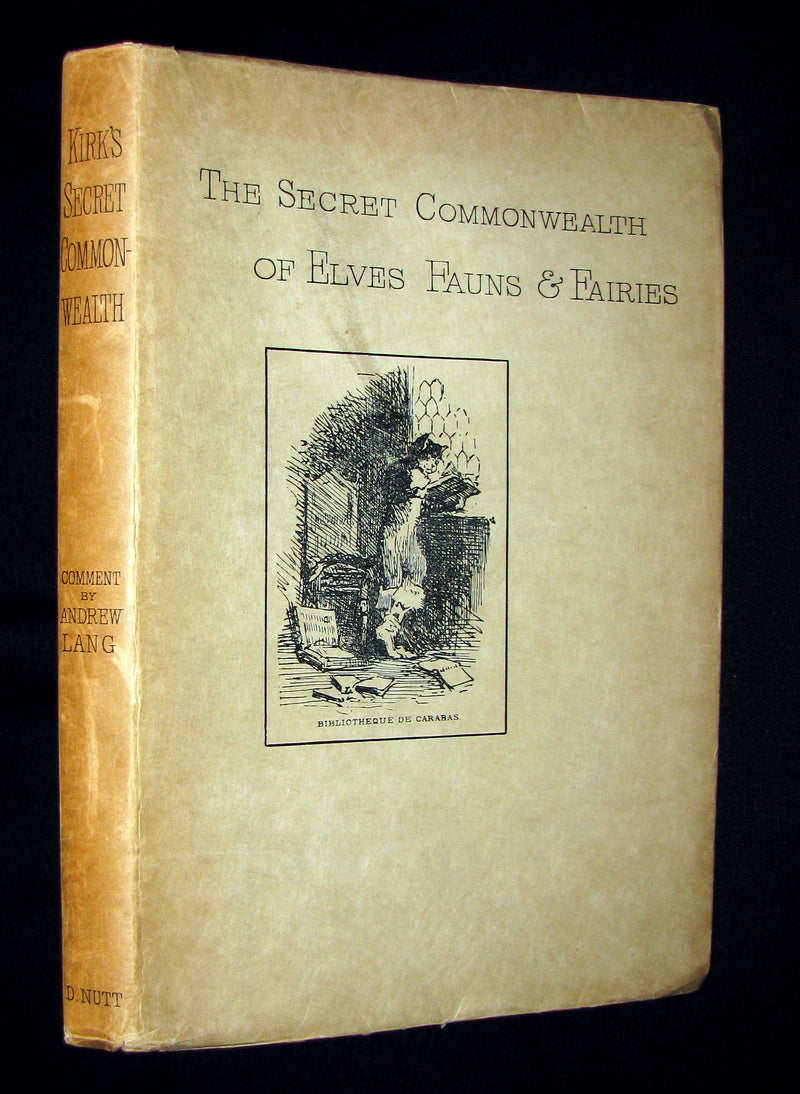 KIRK'S
SECRET
COMMON-
WEALTH
COMMENT
BY
ANDREW
LANG
D. NUTT
THE SECRET COMMONWEALTH
OF ELVES FAUNS & FAIRIES
BIBLIOTHEQUE DE CARABAS.